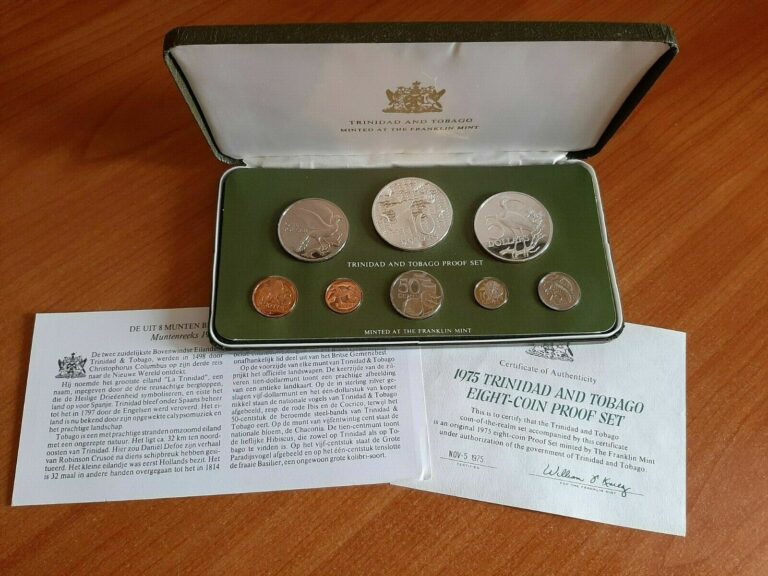 TRINIDAD AND TOBAGO
MINTED AT THE FRANKLIN MINT
10
DOLLARS
TRINIDAD AND TOBAGO PROOF SET
50
MINTED AT THE FRANKLIN MINT
DE UIT 8 MUNTEN B
Muntenreeks 1
De twee zuidelijkste Bovenwindse Eiland
Trinidad & Tobago, werden in 1498 door
Christophorus Columbus op zijn derde reis
naar de Nieuwe Wereld ontdekt.
Hij noemde het grootste eiland "La Trinidad", een
naam, ingegeven door de drie reusachtige bergtoppen,
die de Heilige Drieëenheid symboliseren, en eiste het
land op voor Spanje. Trinidad bleef onder Spaans beheer
tot het in 1797 door de Engelsen werd veroverd. Het ei-
land is nu bekend door zijn opgewekte calypsomuziek en
het prachtige landschap.
Tobago is een met prachtige stranden omzoomd eiland
met een ongerepte natuur. Het ligt ca. 32 km ten noord-
oosten van Trinidad. Hier zou Daniel Defoe zijn verhaal
van Robinson Crusoë na diens schipbreuk hebben gesi-
tueerd. Het kleine eilandje was eerst Hollands bezit. Het is
32 maal in andere handen overgegaan tot het in 1814
onafhankelijk lid deel uit van het Britse Gemenebest.
Op de voorzijde van elke munt van Trinidad & Tobago
prijkt het officiële landswapen. De keerzijde van de zil-
veren tien-dollarmunt toont een prachtige afbeelding
van een antieke landkaart. Op de in sterling zilver ge-
slagen vijf-dollarmunt en het één-dollarstuk van koper
nikkel staan de nationale vogels van Trinidad & Tobago
afgebeeld, resp. de rode Ibis en de Cocrico, terwijl het
50-centstuk de beroemde steel-bands van Trinidad &
Tobago eert. Op de munt van vijfentwintig cent staat de
nationale bloem, de Chaconia. De tien-centmunt toont
de lieflijke Hibiscus, die zowel op Trinidad als op To-
bago te vinden is. Op het vijf-centstuk staat de Grote
Paradijsvogel afgebeeld en op het één-centstuk tenslotte
de fraaie Basilier, een ongewoon grote kolibri-soort.
Certificate of Authenticity
1975 TRINIDAD AND TOBAGO
EIGHT-COIN PROOF SET
This is to certify that the Trinidad and Tobago
coin-of-the-realm set accompanied by this certificate
is an original 1975 eight-coin Proof Set minted by The Franklin Mint
under authorization of the government of Trinidad and Tobago.
NOV 5 1975
CERTIFIED
FOR THE FRANKLIN MINT